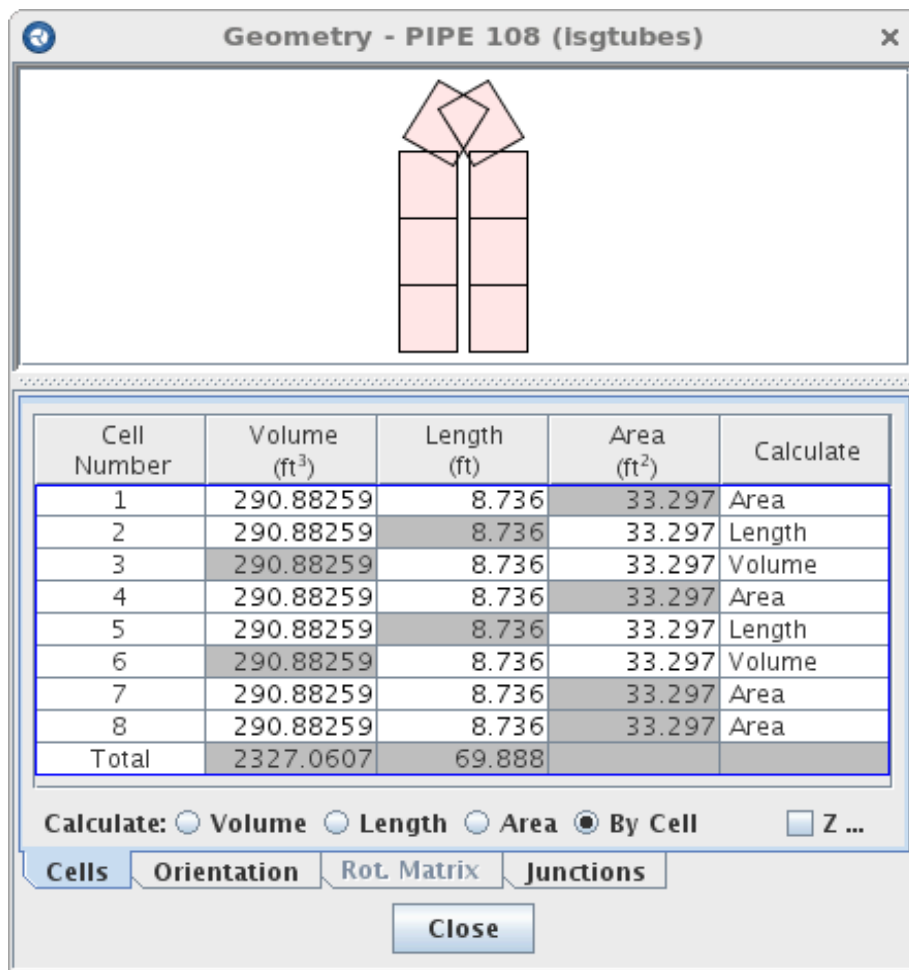 Geometry - PIPE 108 (isgtubes)
Cell Number Volume (ft³) Length (ft) Area (ft²) Calculate
1 290.88259 8.736 33.297 Area
2 290.88259 8.736 33.297 Length
3 290.88259 8.736 33.297 Volume
4 290.88259 8.736 33.297 Area
5 290.88259 8.736 33.297 Length
6 290.88259 8.736 33.297 Volume
7 290.88259 8.736 33.297 Area
8 290.88259 8.736 33.297 Area
Total 2327.0607 69.888
Calculate: Volume Length Area By Cell Z ...
Cells Orientation Rot. Matrix Junctions
Close